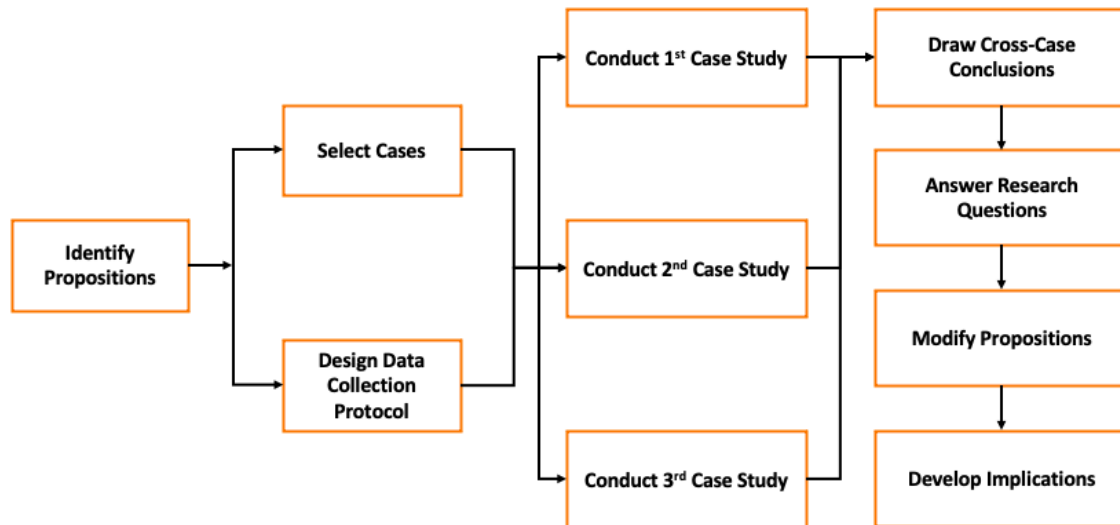 Identify
Propositions
Select Cases
Design Data
Collection
Protocol
Conduct 1st Case Study
Conduct 2nd Case Study
Conduct 3rd Case Study
Draw Cross-Case
Conclusions
Answer Research
Questions
Modify Propositions
Develop Implications